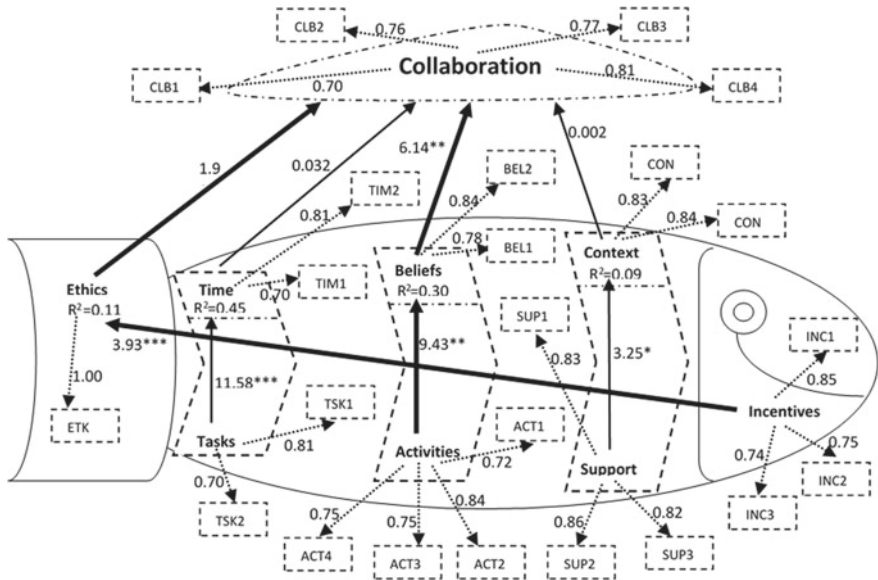 CLB2
0.76
0.77
CLB3
Collaboration
CLB1
0.70
0.81
CLB4
1.9
0.032
6.14**
0.002
TIM2
0.81
BEL2
0.84
CON
0.83
0.84
CON
0.78
BEL1
Ethics
R²=0.11
Time
R²=0.45
0.70
TIM1
Beliefs
R²=0.30
Context
R²=0.09
SUP1
3.93***
9.43**
0.83
3.25*
INC1
0.85
1.00
11.58***
ETK
Tasks
TSK1
0.81
Activities
ACT1
0.72
Support
Incentives
0.70
TSK2
0.75
0.75
0.84
0.86
0.82
0.74
0.75
INC2
INC3
ACT4
ACT3
ACT2
SUP2
SUP3